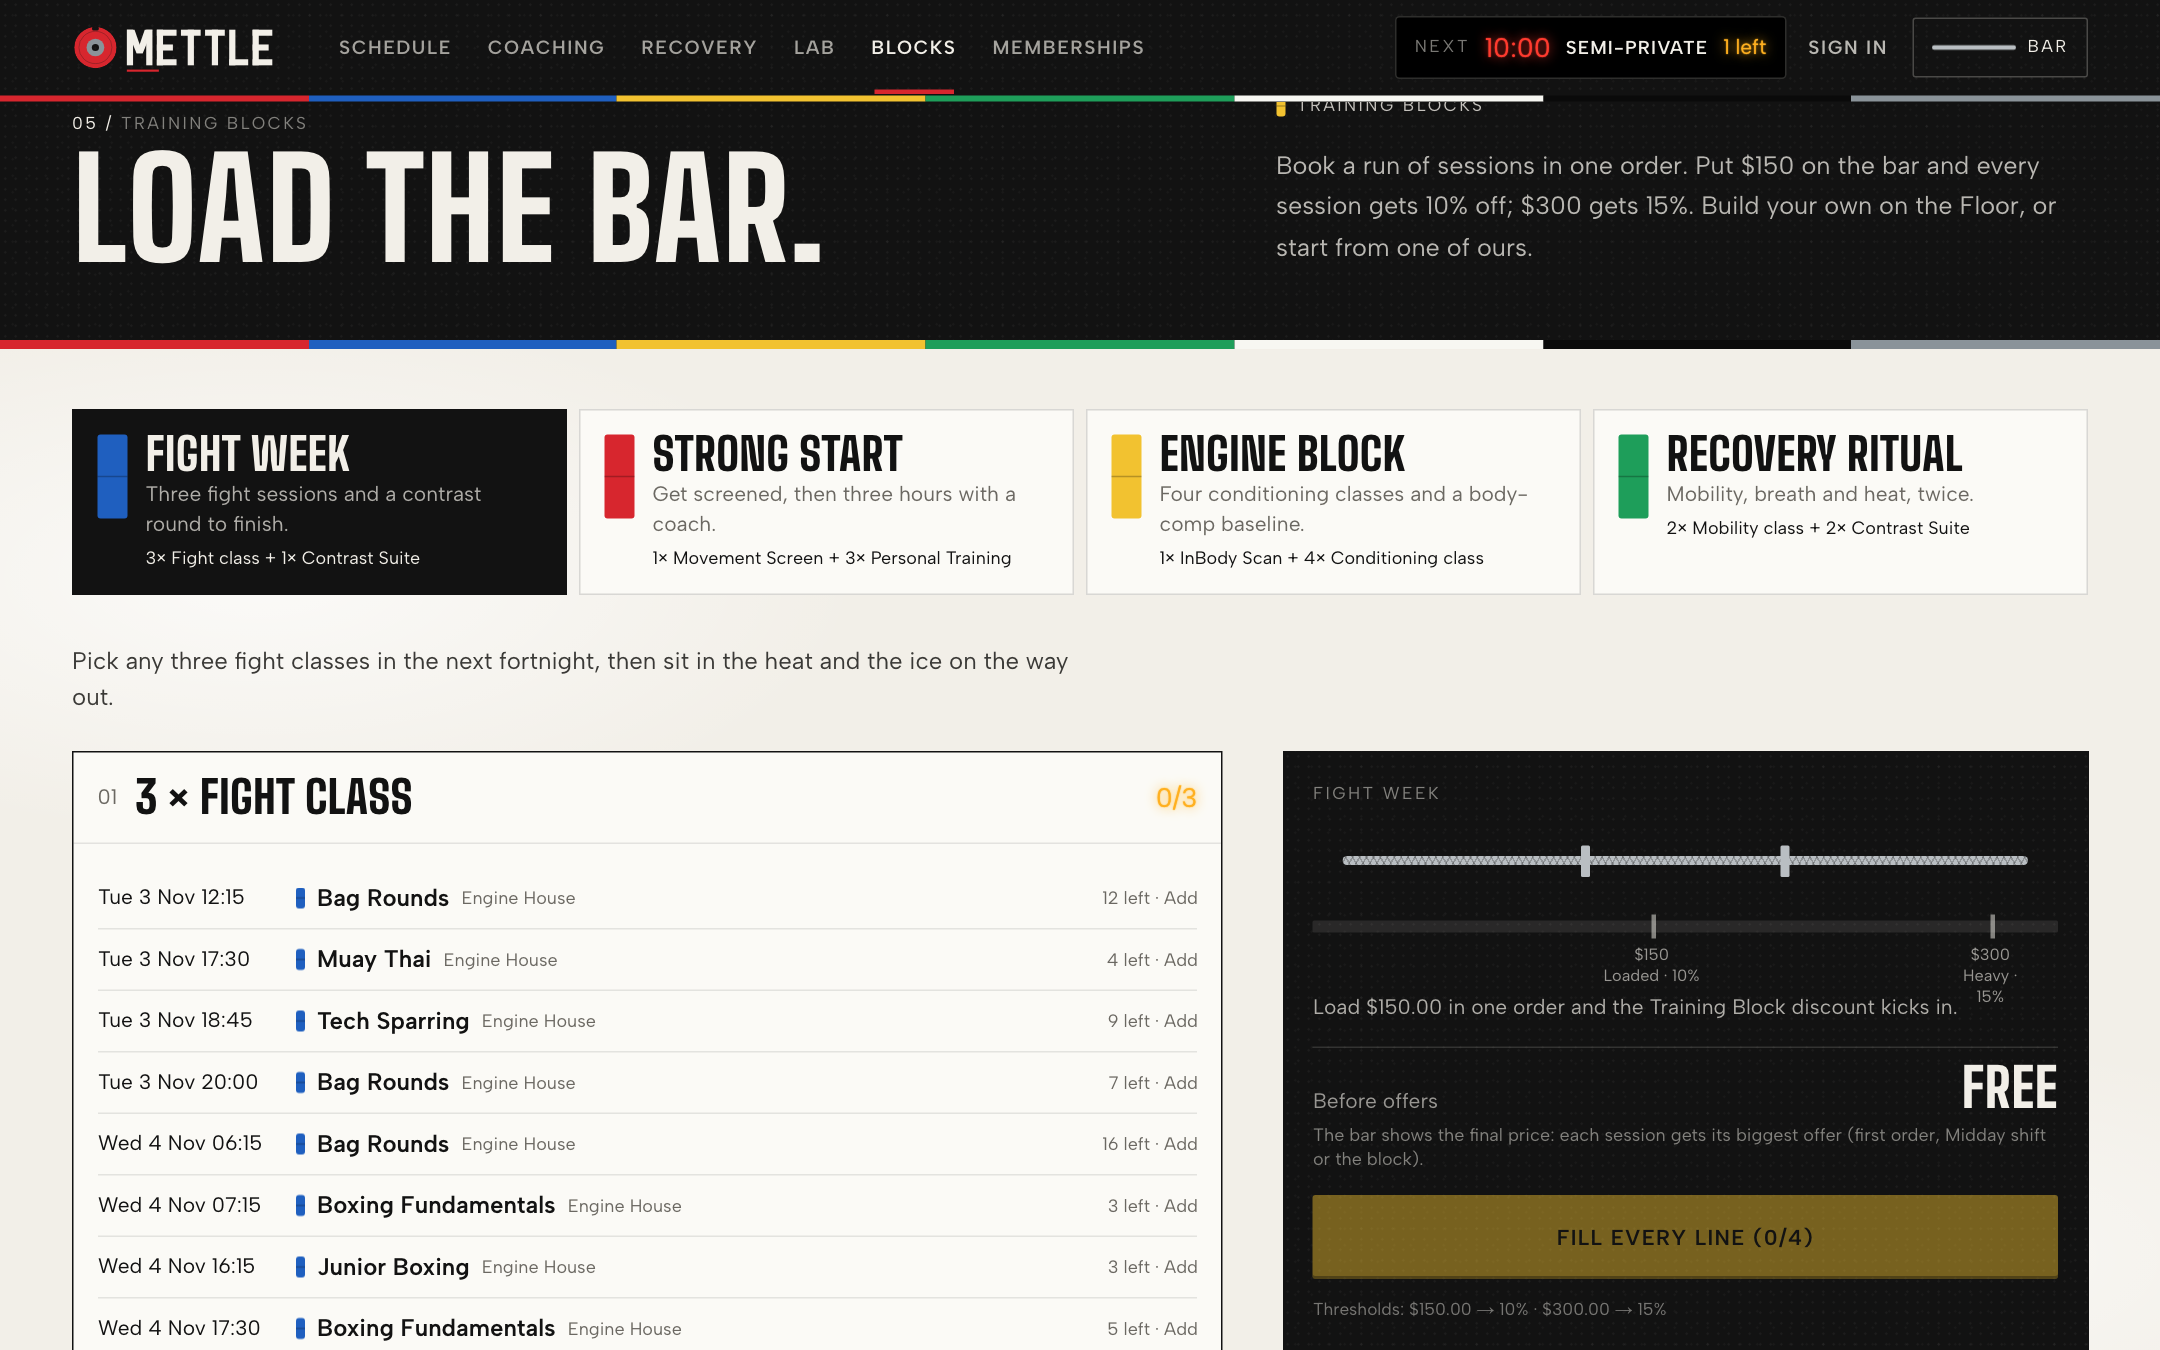 METTLE
SCHEDULE
COACHING
RECOVERY
LAB
BLOCKS
MEMBERSHIPS
NEXT 10:00 SEMI-PRIVATE 1 left
SIGN IN
BAR
05 / TRAINING BLOCKS
LOAD THE BAR.
TRAINING BLOCKS
Book a run of sessions in one order. Put $150 on the bar and every
session gets 10% off; $300 gets 15%. Build your own on the Floor, or
start from one of ours.
FIGHT WEEK
Three fight sessions and a contrast
round to finish.
3× Fight class + 1× Contrast Suite
STRONG START
Get screened, then three hours with a
coach.
1× Movement Screen + 3× Personal Training
ENGINE BLOCK
Four conditioning classes and a body-
comp baseline.
1× InBody Scan + 4× Conditioning class
RECOVERY RITUAL
Mobility, breath and heat, twice.
2× Mobility class + 2× Contrast Suite
Pick any three fight classes in the next fortnight, then sit in the heat and the ice on the way
out.
01 3 × FIGHT CLASS 0/3
Tue 3 Nov 12:15 Bag Rounds Engine House 12 left · Add
Tue 3 Nov 17:30 Muay Thai Engine House 4 left · Add
Tue 3 Nov 18:45 Tech Sparring Engine House 9 left · Add
Tue 3 Nov 20:00 Bag Rounds Engine House 7 left · Add
Wed 4 Nov 06:15 Bag Rounds Engine House 16 left · Add
Wed 4 Nov 07:15 Boxing Fundamentals Engine House 3 left · Add
Wed 4 Nov 16:15 Junior Boxing Engine House 3 left · Add
Wed 4 Nov 17:30 Boxing Fundamentals Engine House 5 left · Add
FIGHT WEEK
$150
Loaded · 10%
$300
Heavy ·
15%
Load $150.00 in one order and the Training Block discount kicks in.
Before offers FREE
The bar shows the final price: each session gets its biggest offer (first order, Midday shift
or the block).
FILL EVERY LINE (0/4)
Thresholds: $150.00 → 10% · $300.00 → 15%